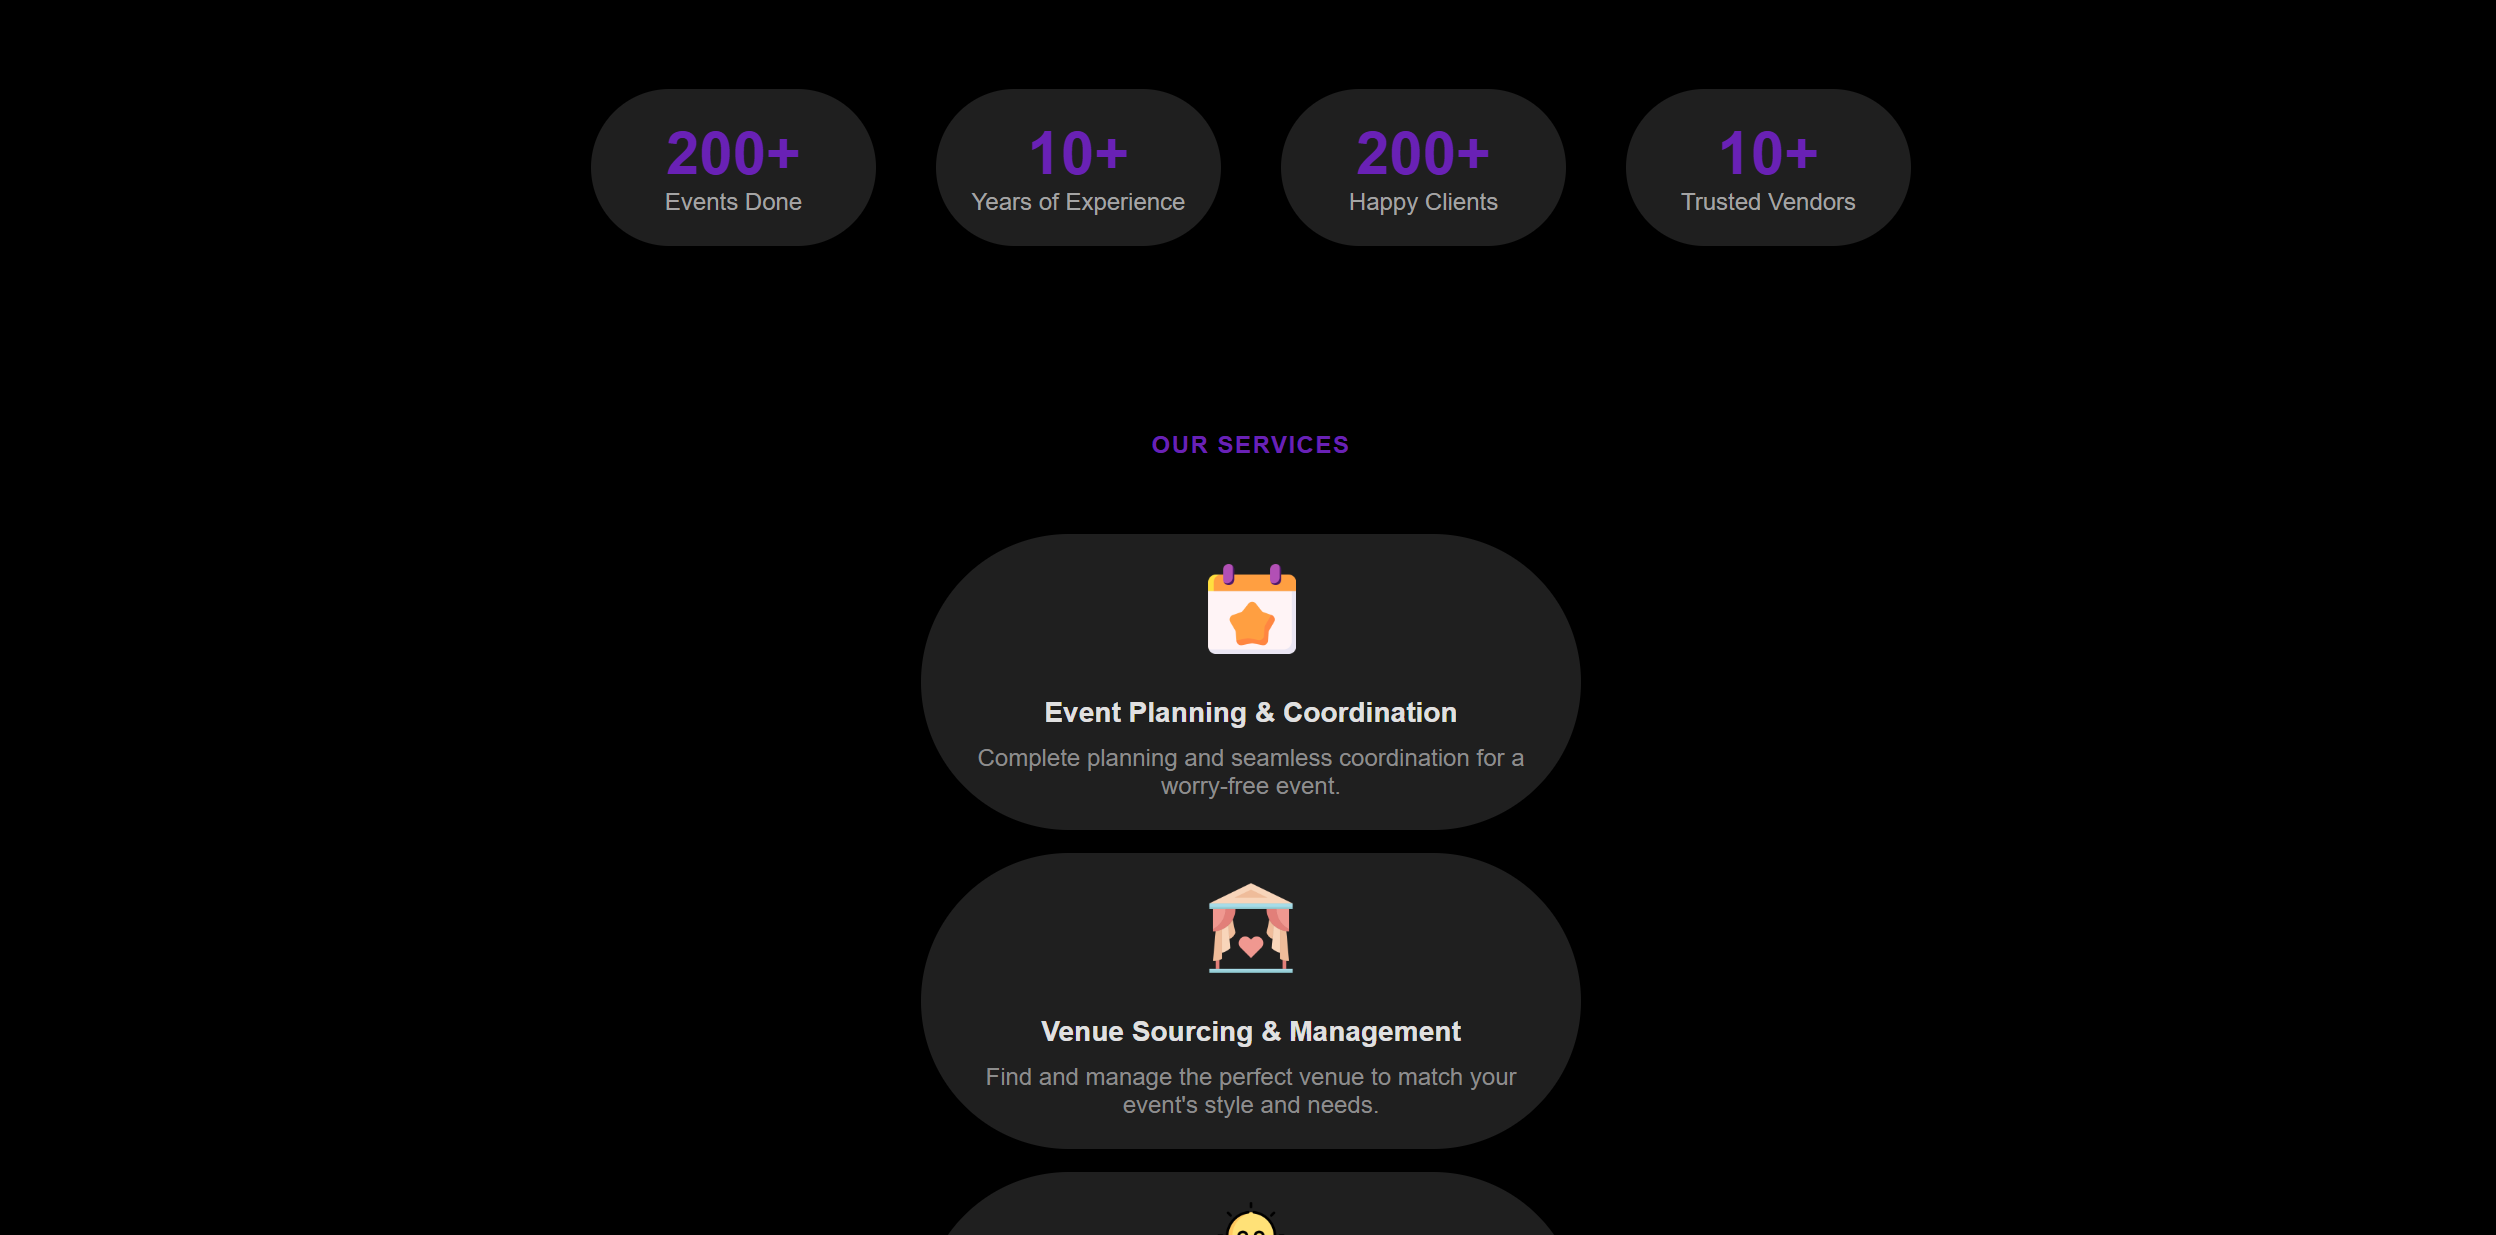 200+
Events Done
10+
Years of Experience
200+
Happy Clients
10+
Trusted Vendors
OUR SERVICES
Event Planning & Coordination
Complete planning and seamless coordination for a
worry-free event.
Venue Sourcing & Management
Find and manage the perfect venue to match your
event's style and needs.